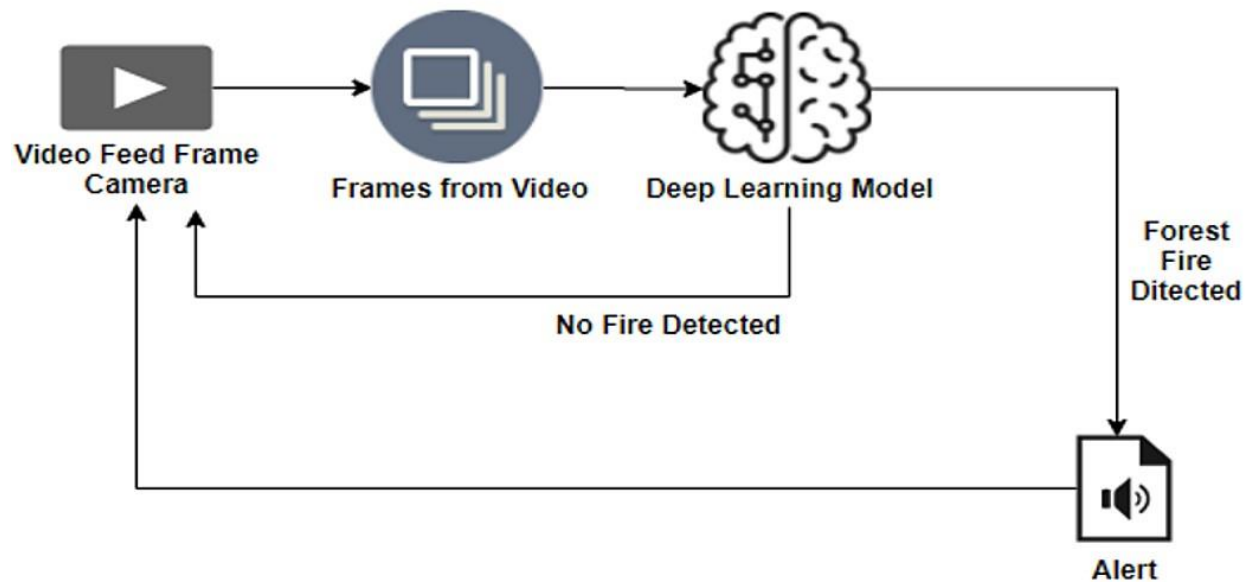 Video Feed Frame
Camera
Frames from Video
Deep Learning Model
Forest
Fire
Ditected
No Fire Detected
Alert